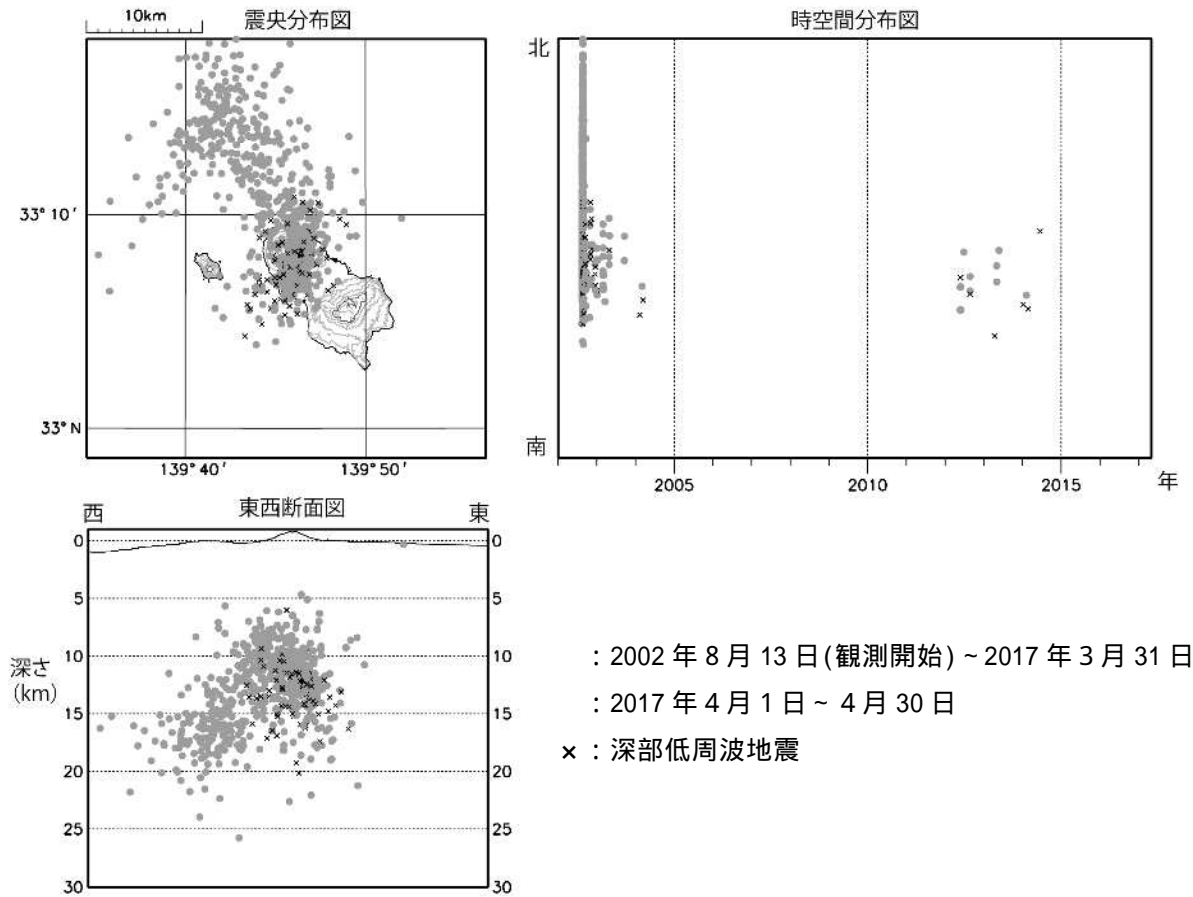 10km
震央分布図
33° 10′
33° N
139° 40′
139° 50′
時空間分布図
北
南
2005
2010
2015
年
東西断面図
西
東
0
0
5
5
10
10
15
15
20
20
25
25
30
30
深さ
(km)
：2002 年 8 月 13 日(観測開始) ~ 2017 年 3 月 31 日
：2017 年 4 月 1 日 ~ 4 月 30 日
×：深部低周波地震